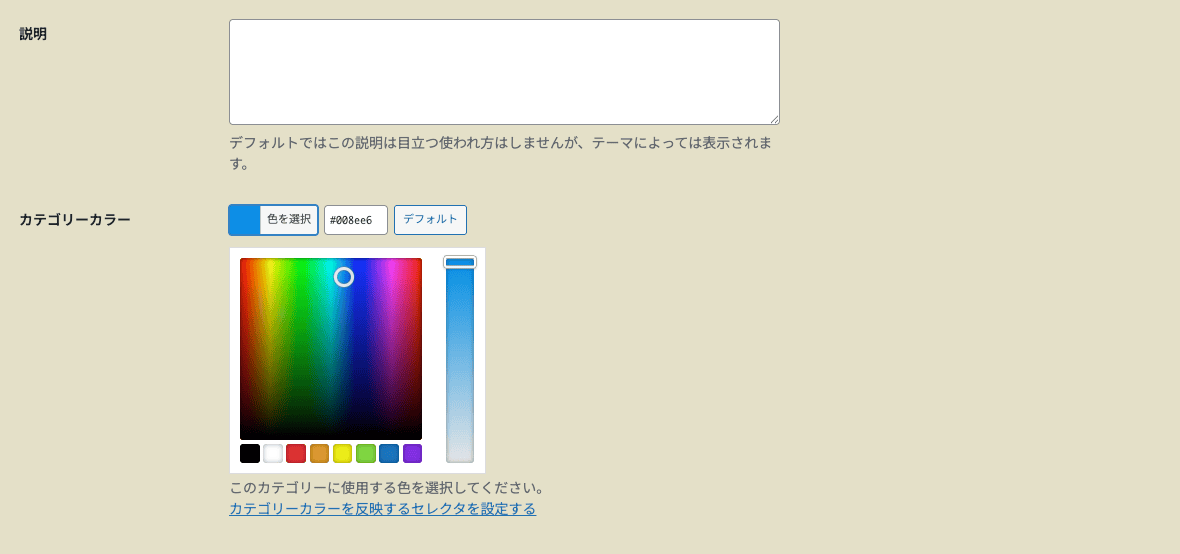 説明
デフォルトではこの説明は目立つ使われ方はしませんが、テーマによっては表示されま
す。
カテゴリーカラー
色を選択
#008ee6
デフォルト
このカテゴリーに使用する色を選択してください。
カテゴリーカラーを反映するセレクタを設定する